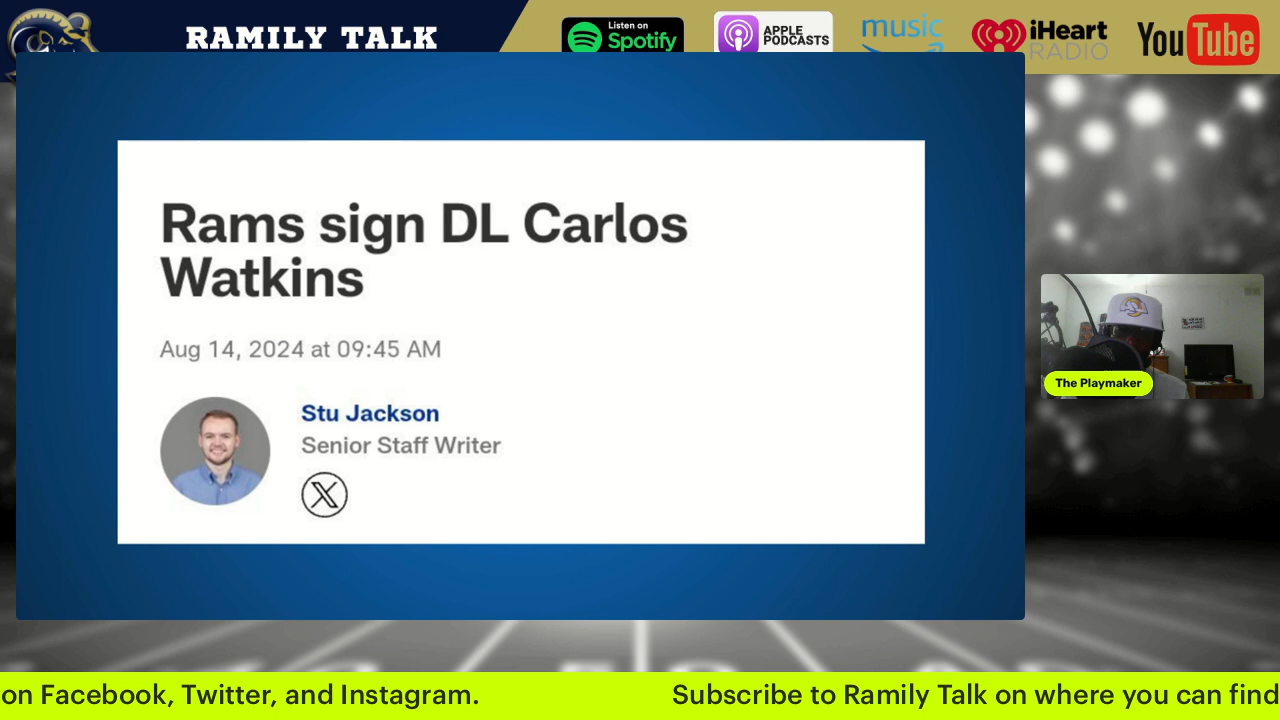 RAMILY TALK
Listen on
Spotify
APPLE
PODCASTS
music
iHeart
RADIO
YouTube
Rams sign DL Carlos
Watkins
Aug 14, 2024 at 09:45 AM
Stu Jackson
Senior Staff Writer
The Playmaker
on Facebook, Twitter, and Instagram.
Subscribe to Ramily Talk on where you can find